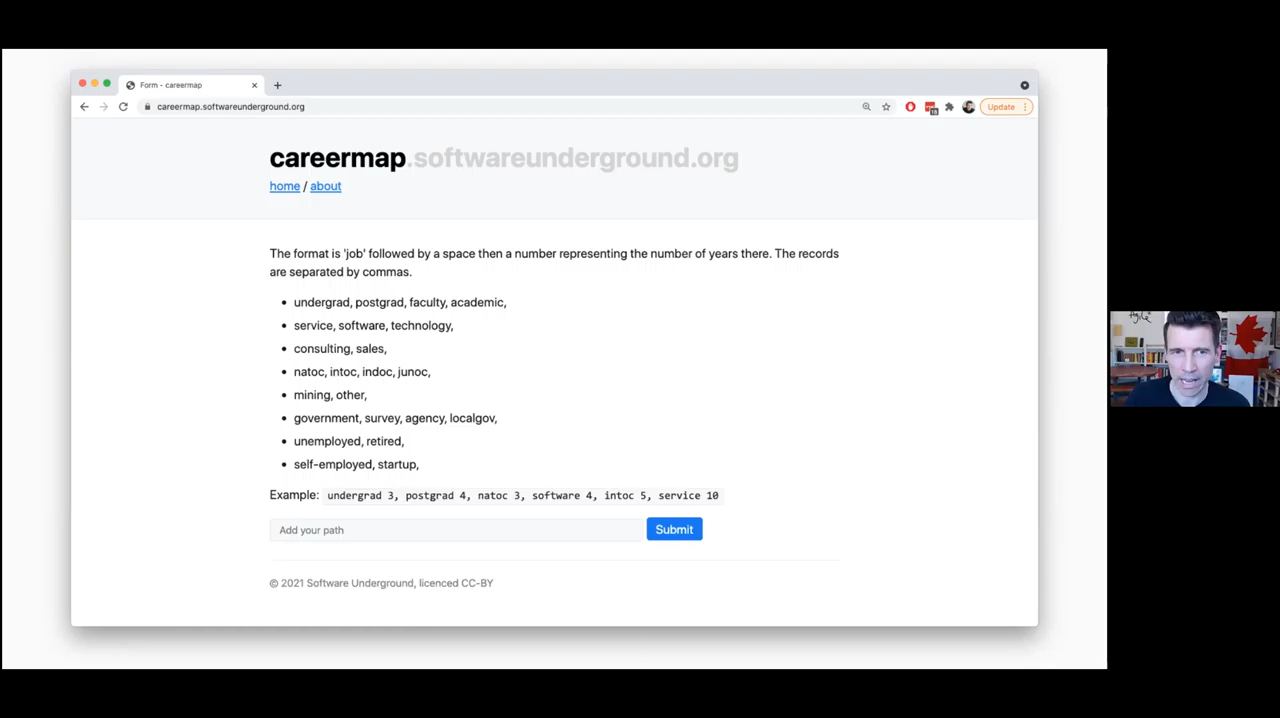 Form - careermap
careermap.softwareunderground.org
Update
18
careermap.softwareunderground.org
home / about
The format is 'job' followed by a space then a number representing the number of years there. The records
are separated by commas.
undergrad, postgrad, faculty, academic,
service, software, technology,
consulting, sales,
natoc, intoc, indoc, junoc,
mining, other,
government, survey, agency, localgov,
unemployed, retired,
self-employed, startup,
Example: undergrad 3, postgrad 4, natoc 3, software 4, intoc 5, service 10
Add your path
Submit
© 2021 Software Underground, licenced CC-BY
Agile